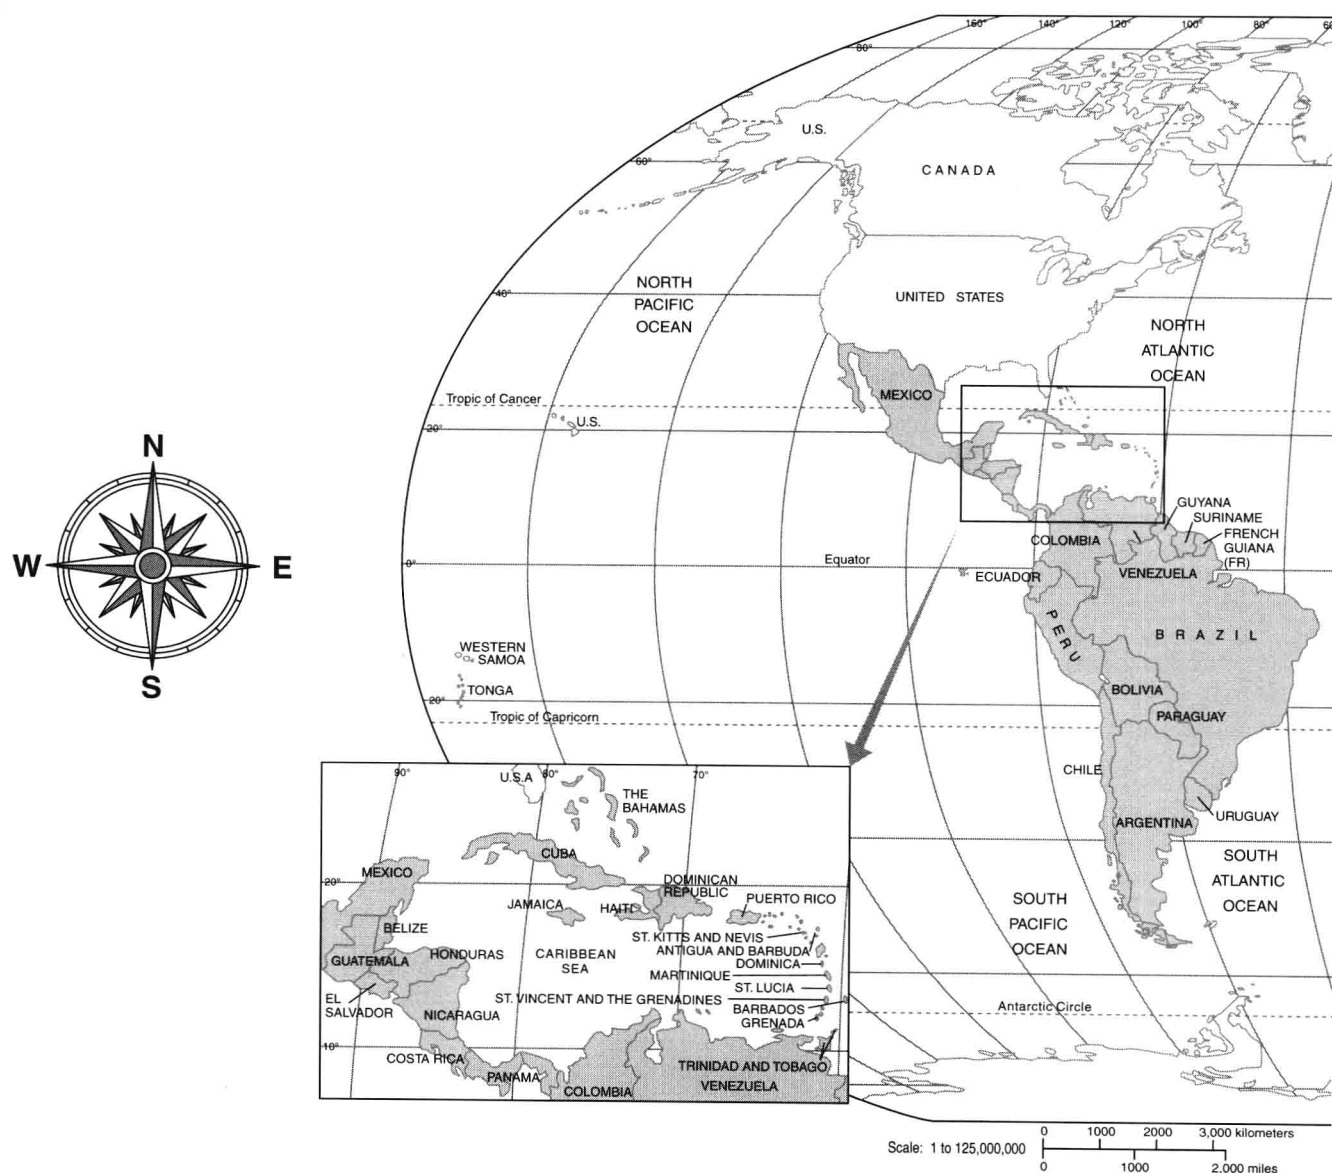 160°
140°
120°
100°
80°
60
80°
U.S.
60°
CANADA
NORTH
PACIFIC
OCEAN
40°
UNITED STATES
NORTH
ATLANTIC
OCEAN
MEXICO
Tropic of Cancer
U.S.
20°
N
W
E
S
GUYANA
SURINAME
FRENCH
GUIANA
(FR)
COLOMBIA
VENEZUELA
Equator
0°
ECUADOR
PERU
BRAZIL
WESTERN
SAMOA
TONGA
20°
Tropic of Capricorn
BOLIVIA
PARAGUAY
CHILE
ARGENTINA
URUGUAY
SOUTH
PACIFIC
OCEAN
SOUTH
ATLANTIC
OCEAN
Antarctic Circle
90°
80°
70°
U.S.A
THE
BAHAMAS
CUBA
MEXICO
20°
DOMINICAN
REPUBLIC
JAMAICA
HAITI
PUERTO RICO
BELIZE
ST. KITTS AND NEVIS
ANTIGUA AND BARBUDA
GUATEMALA
HONDURAS
CARIBBEAN
SEA
DOMINICA
MARTINIQUE
ST. LUCIA
EL
SALVADOR
ST. VINCENT AND THE GRENADINES
NICARAGUA
BARBADOS
GRENADA
10°
COSTA RICA
PANAMA
COLOMBIA
TRINIDAD AND TOBAGO
VENEZUELA
Scale: 1 to 125,000,000
0 1000 2000 3,000 kilometers
0 1000 2,000 miles